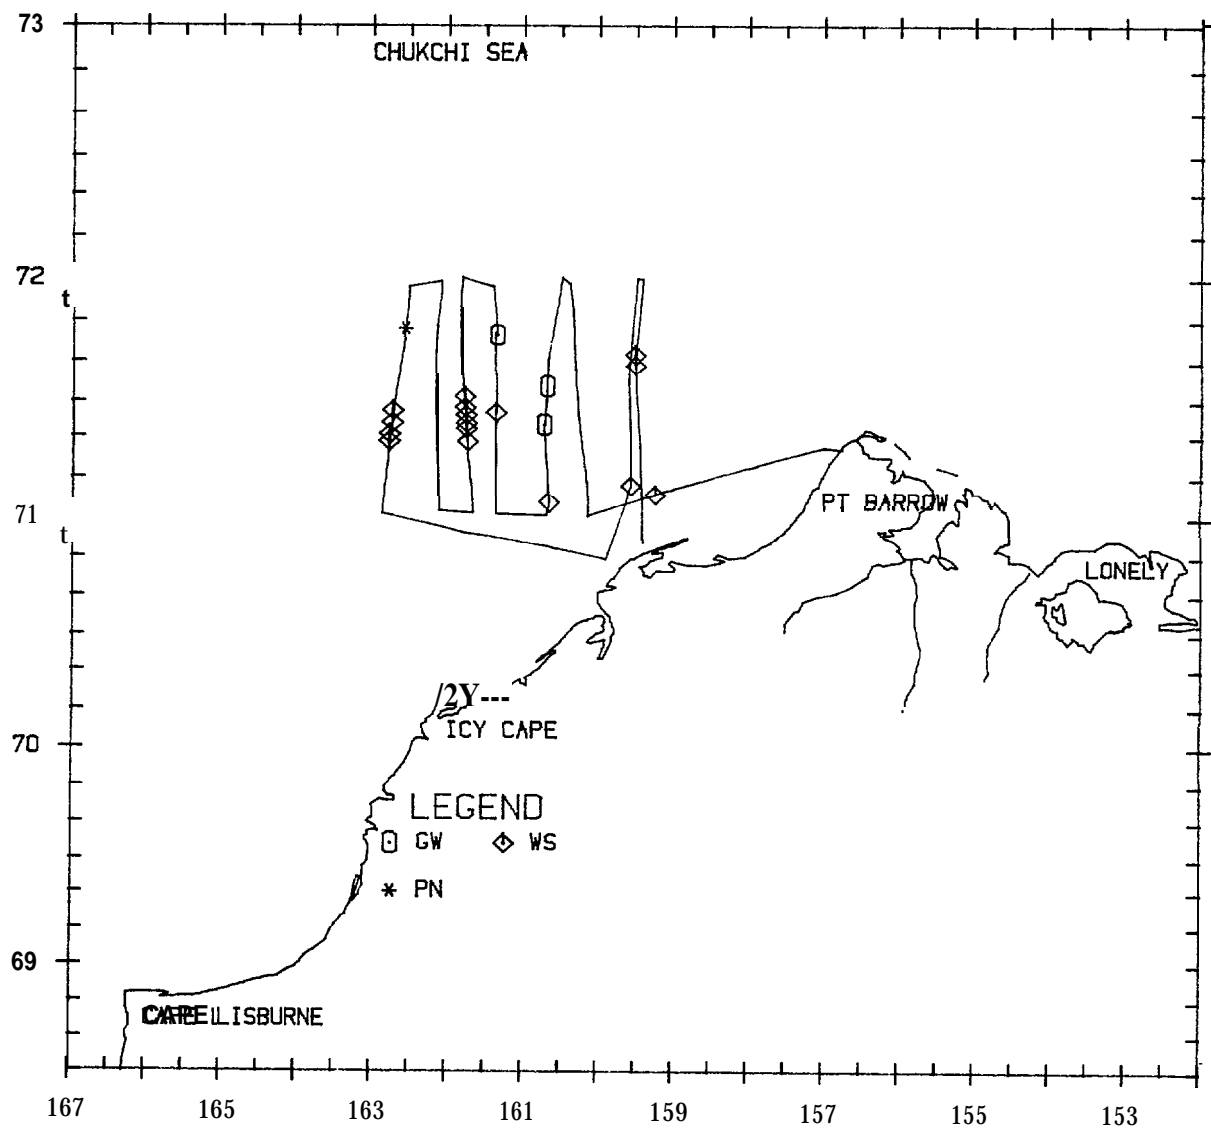 73
CHUKCHI SEA
72
t
71
t
PT BARROW
LONELY
/2Y---
ICY CAPE
70
LEGEND
GW WS
PN
69
CAPE LISBURNE
167 165 163 161 159 157 155 153